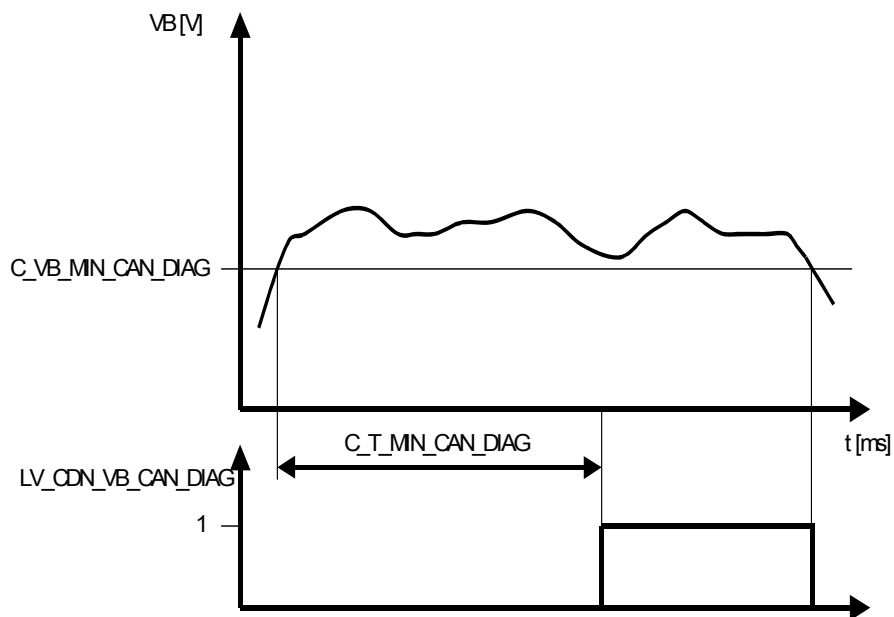 VB [V]
C_VB_MIN_CAN_DIAG
C_T_MIN_CAN_DIAG
t [ms]
LV_CDN_VB_CAN_DIAG
1